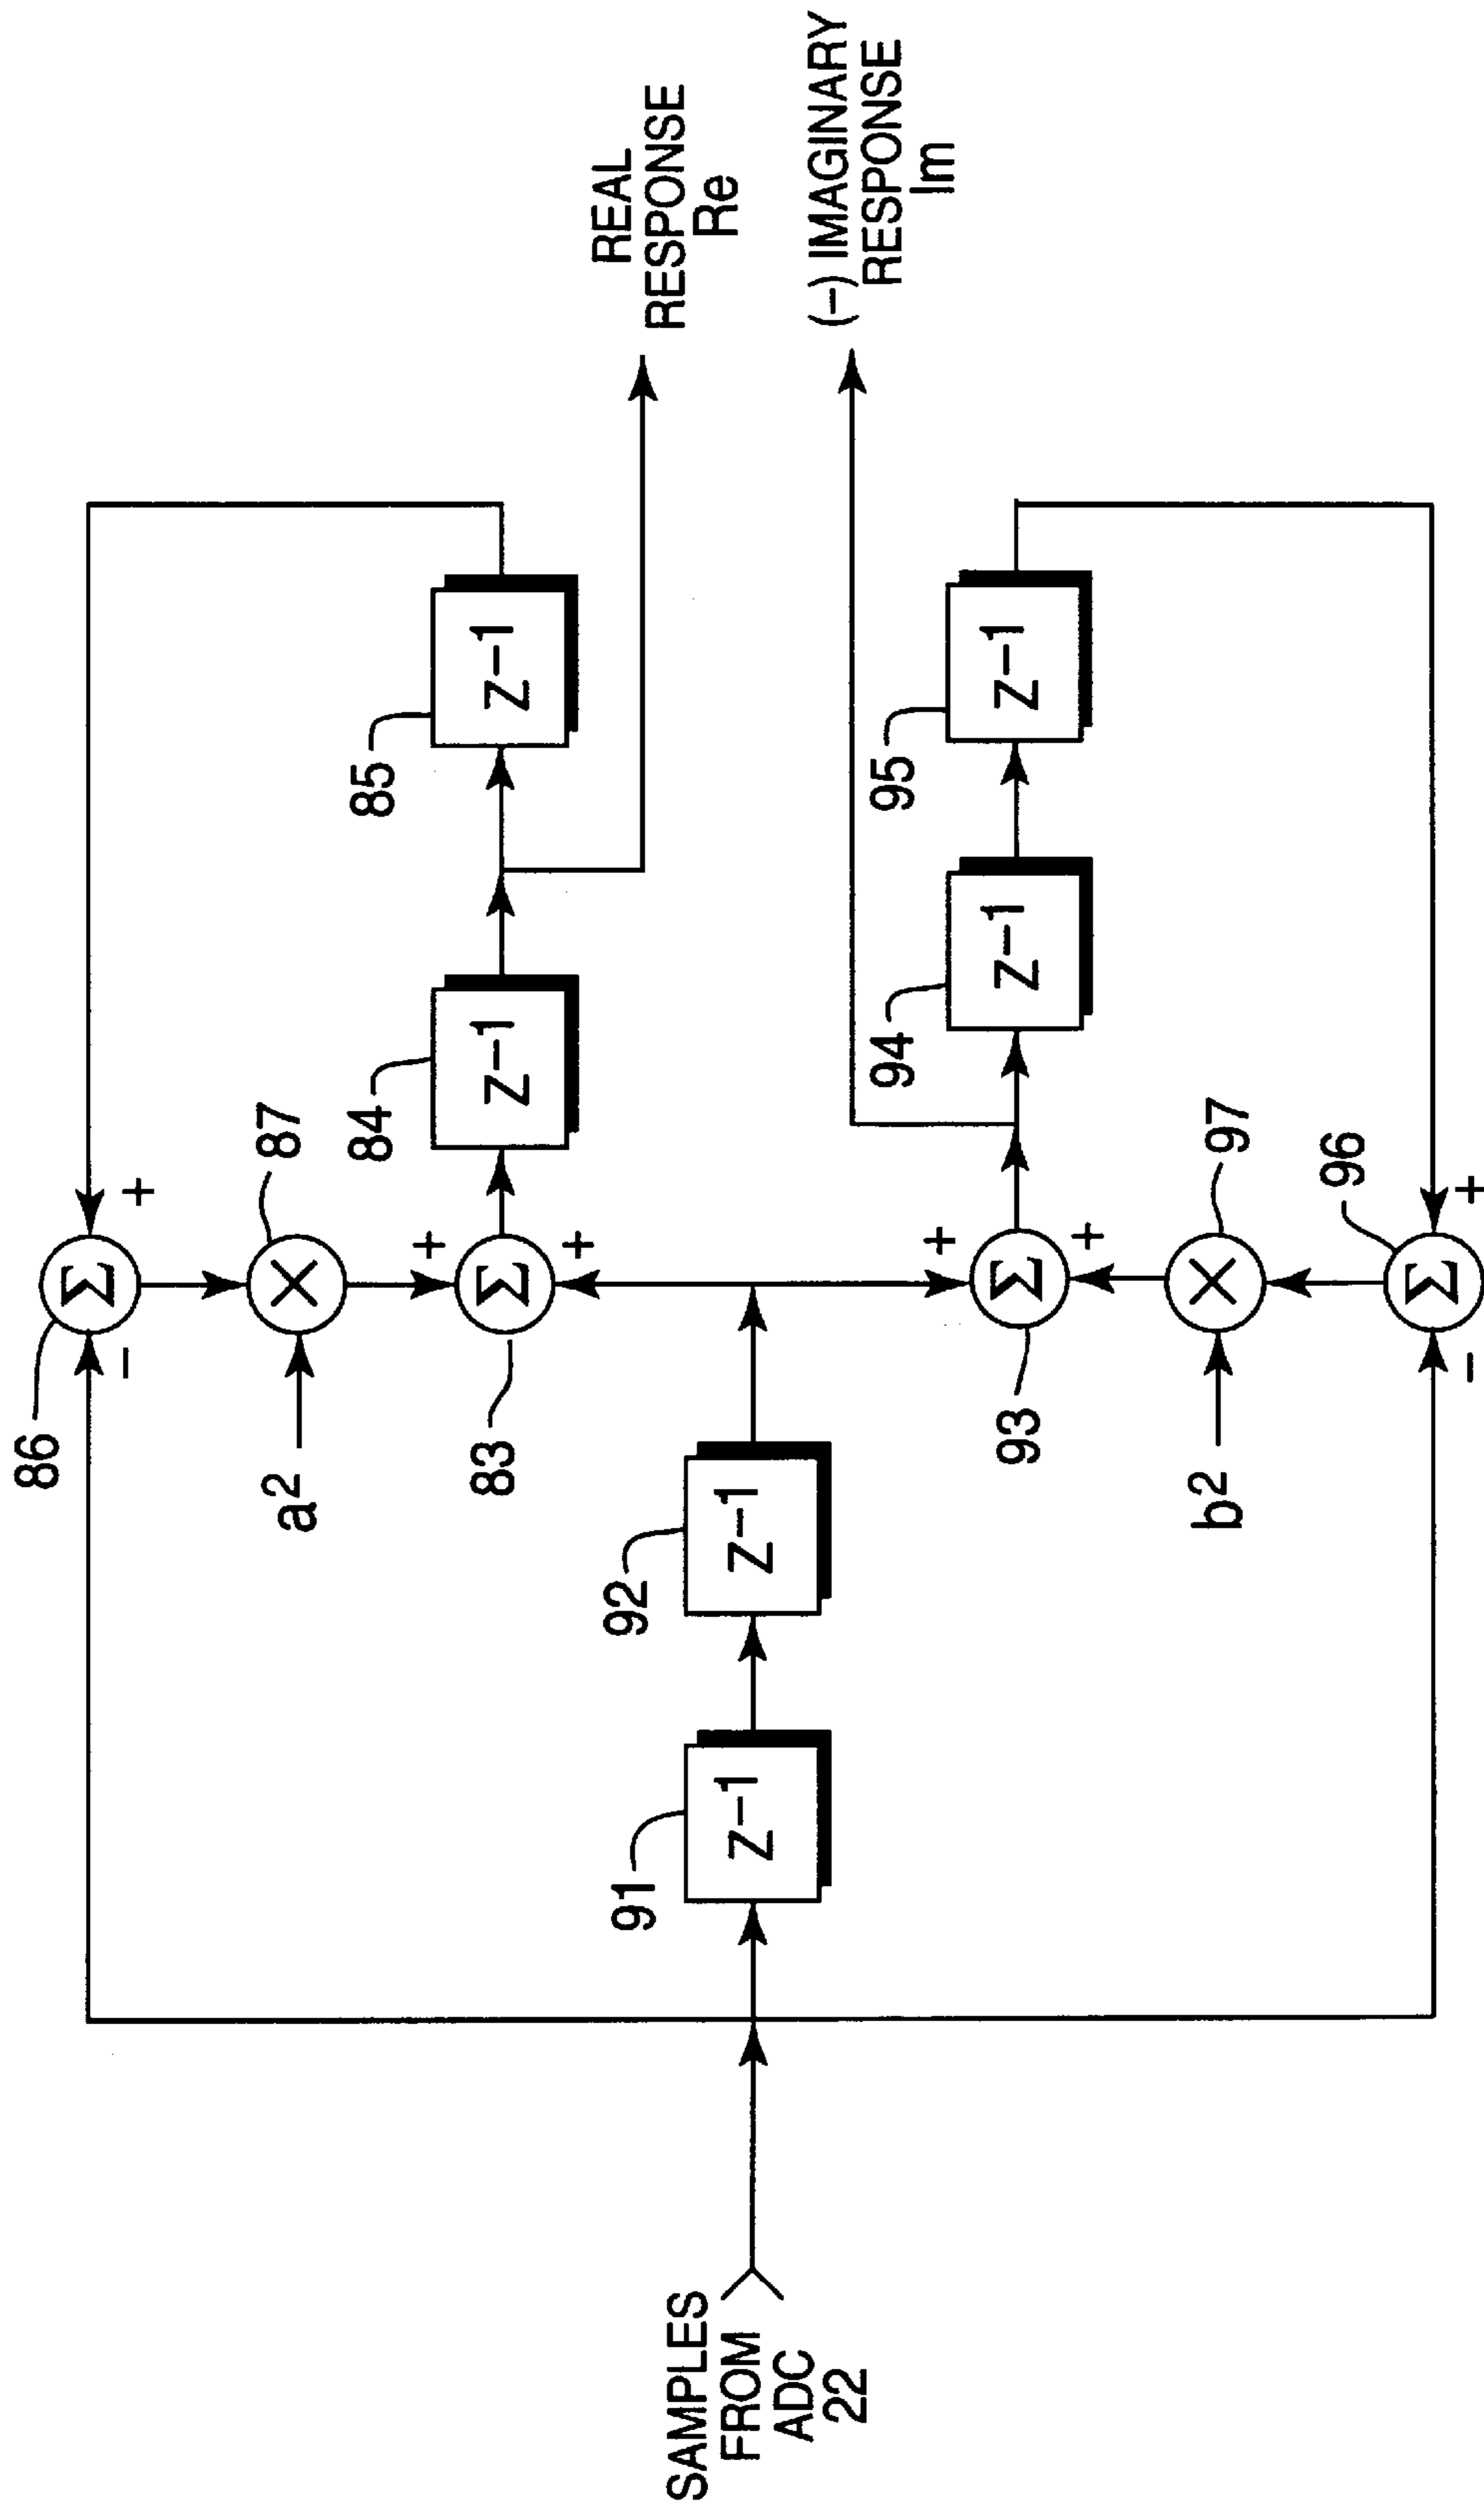 SAMPLES
FROM
ADC
22
86
+
−
a²
87
83
+
+
84
z−1
85
z−1
REAL
RESPONSE
Re
91
z−1
92
z−1
(−) IMAGINARY
RESPONSE
Im
93
+
+
94
z−1
95
z−1
b²
97
96
+
−
Σ
X
Σ
Σ
X
Σ